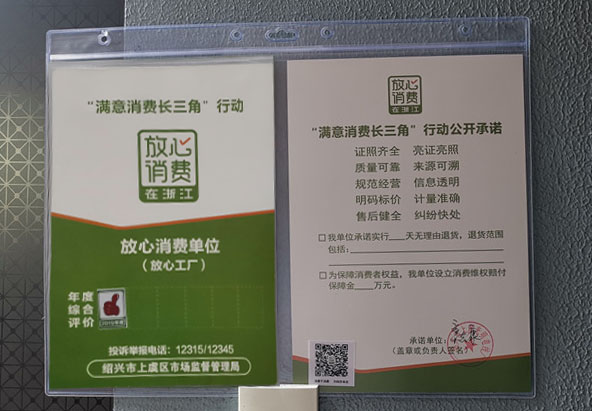 “满意消费长三角”行动
放心
消费
在浙江
放心消费单位
（放心工厂）
年度
综合
评价
投诉举报电话：12315/12345
绍兴市上虞区市场监督管理局
放心
消费
在浙江
“满意消费长三角”行动公开承诺
证照齐全 亮证亮照
质量可靠 来源可溯
规范经营 信息透明
明码标价 计量准确
售后健全 纠纷快处
□ 我单位承诺实行___天无理由退货，退货范围
包括：
□ 为保障消费者权益，我单位设立消费维权赔付
保障金___万元。
承诺单位：
（盖章或负责人签名）